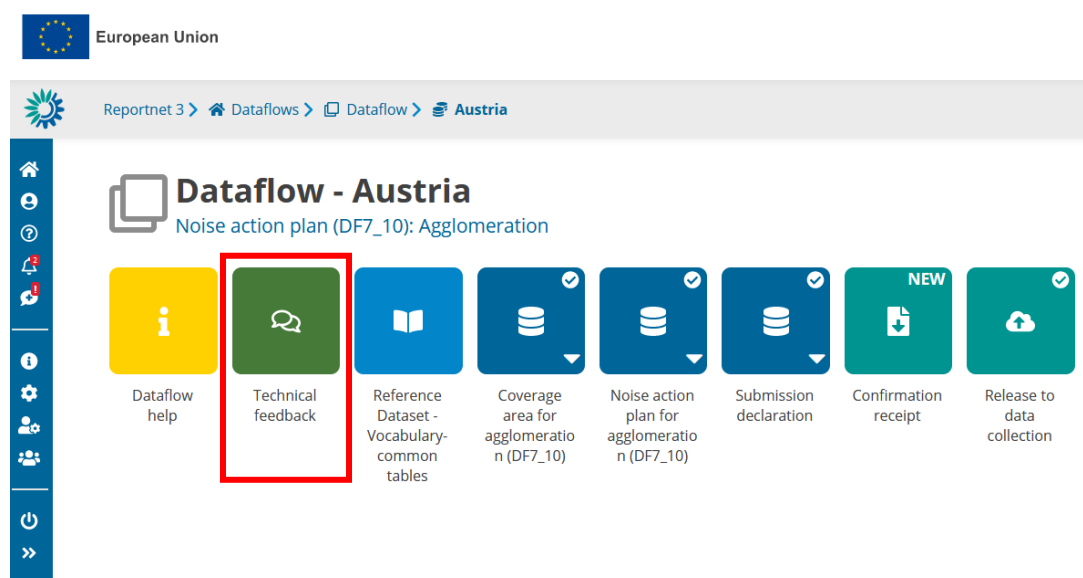 European Union
Reportnet 3 Dataflows Dataflow Austria
Dataflow - Austria
Noise action plan (DF7_10): Agglomeration
2
!
NEW
Dataflow
help
Technical
feedback
Reference
Dataset -
Vocabulary-
common
tables
Coverage
area for
agglomeratio
n (DF7_10)
Noise action
plan for
agglomeratio
n (DF7_10)
Submission
declaration
Confirmation
receipt
Release to
data
collection